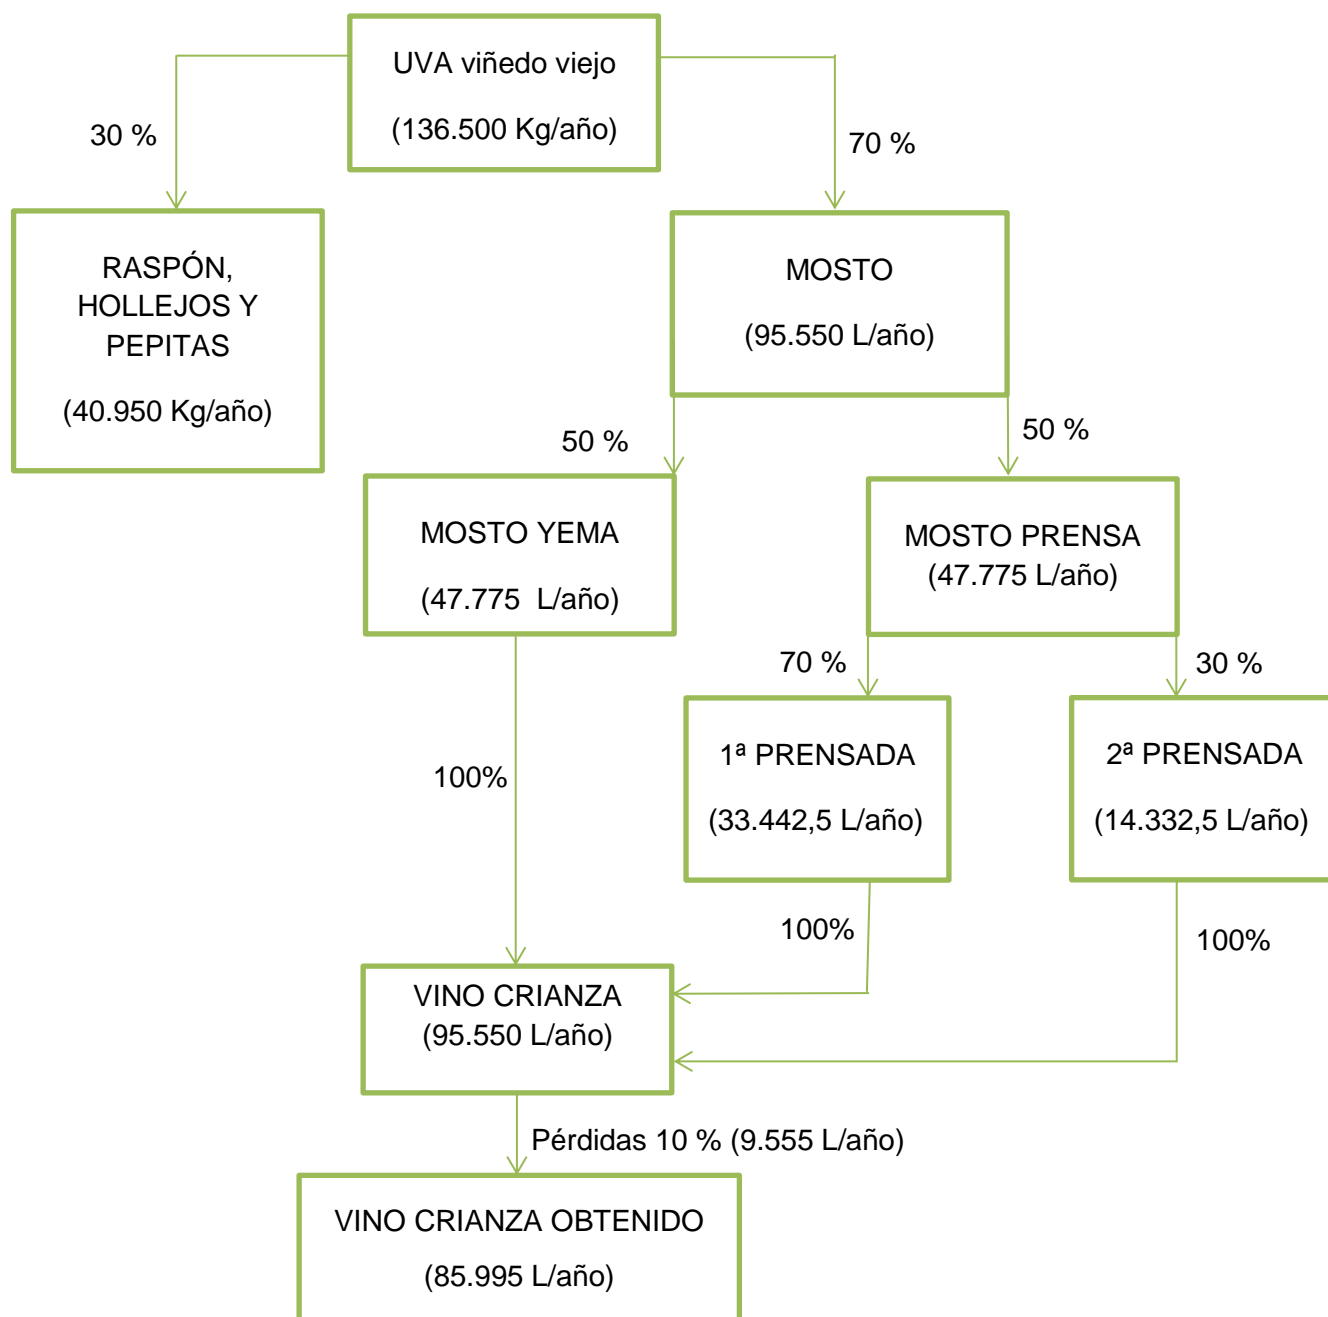 UVA viñedo viejo
(136.500 Kg/año)
30 %
70 %
RASPÓN,
HOLLEJOS Y
PEPITAS
(40.950 Kg/año)
MOSTO
(95.550 L/año)
50 %
50 %
MOSTO YEMA
(47.775  L/año)
MOSTO PRENSA
(47.775 L/año)
70 %
30 %
1ª PRENSADA
(33.442,5 L/año)
2ª PRENSADA
(14.332,5 L/año)
100%
100%
100%
VINO CRIANZA
(95.550 L/año)
Pérdidas 10 % (9.555 L/año)
VINO CRIANZA OBTENIDO
(85.995 L/año)